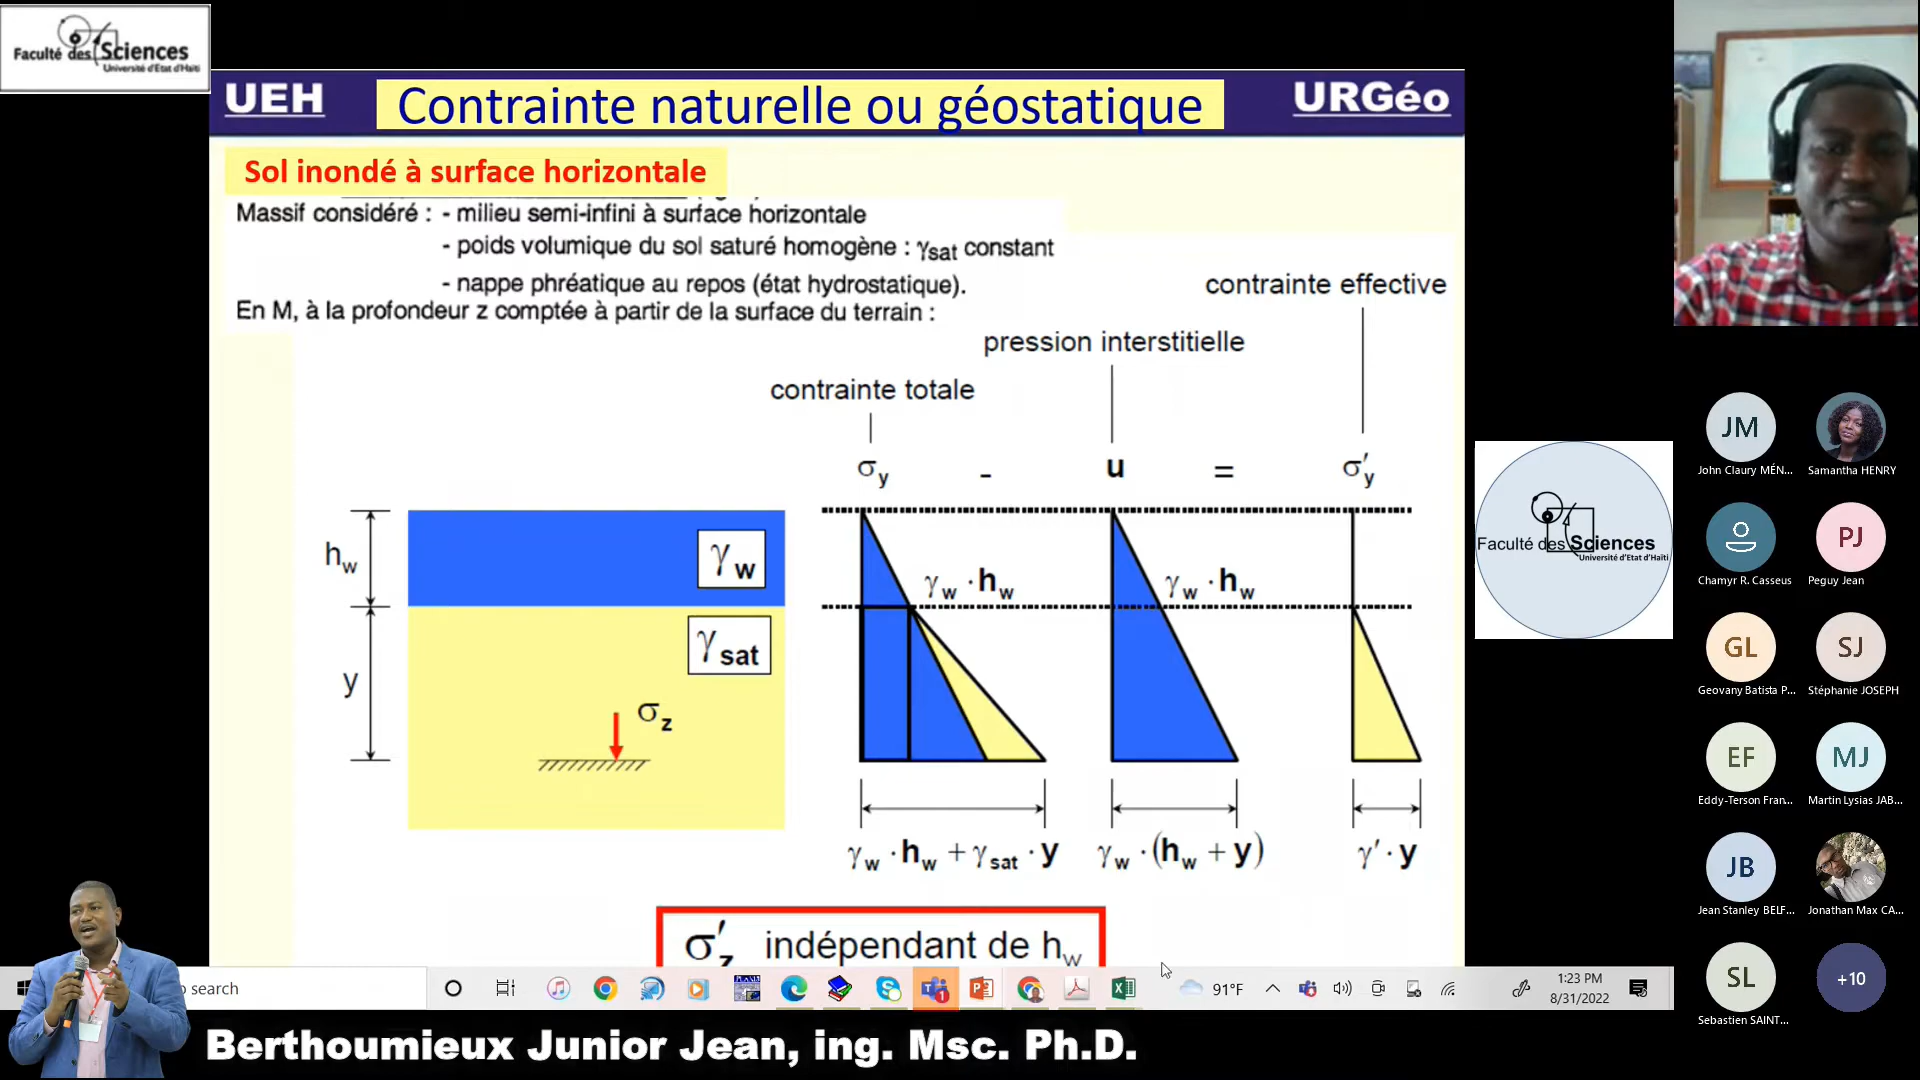 Faculté des Sciences
Université d'Etat d'Haïti
UEH
Contrainte naturelle ou géostatique
URGéo
Sol inondé à surface horizontale
Massif considéré : - milieu semi-infini à surface horizontale
- poids volumique du sol saturé homogène : γsat constant
- nappe phréatique au repos (état hydrostatique).
En M, à la profondeur z comptée à partir de la surface du terrain :
contrainte effective
pression interstitielle
contrainte totale
σy - u = σ′y
hw
γw
γw · hw
γw · hw
γsat
y
σz
γw · hw + γsat · y
γw · (hw + y)
γ′ · y
σ′z indépendant de hw
Faculté des Sciences
Université d'Etat d'Haïti
JM
John Claury MÉN...
Samantha HENRY
Chamyr R. Casseus
PJ
Peguy Jean
GL
Geovany Batista P...
SJ
Stéphanie JOSEPH
EF
Eddy-Terson Fran...
MJ
Martin Lysias JAB...
JB
Jean Stanley BELF...
Jonathan Max CA...
SL
Sebastien SAINT...
+10
search
91°F
1:23 PM
8/31/2022
Berthoumieux Junior Jean, ing. Msc. Ph.D.